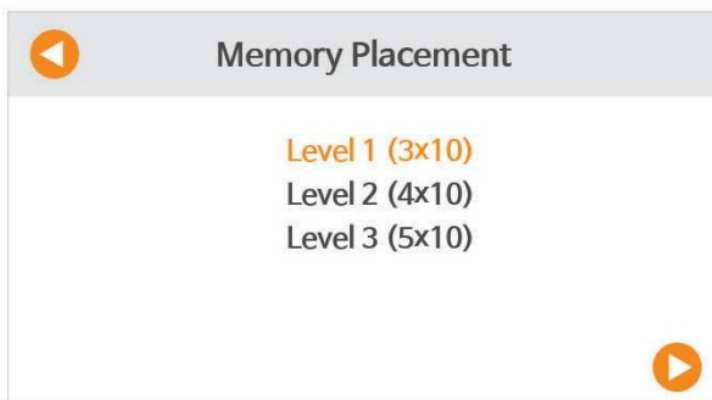 Memory Placement
Level 1 (3x10)
Level 2 (4x10)
Level 3 (5x10)